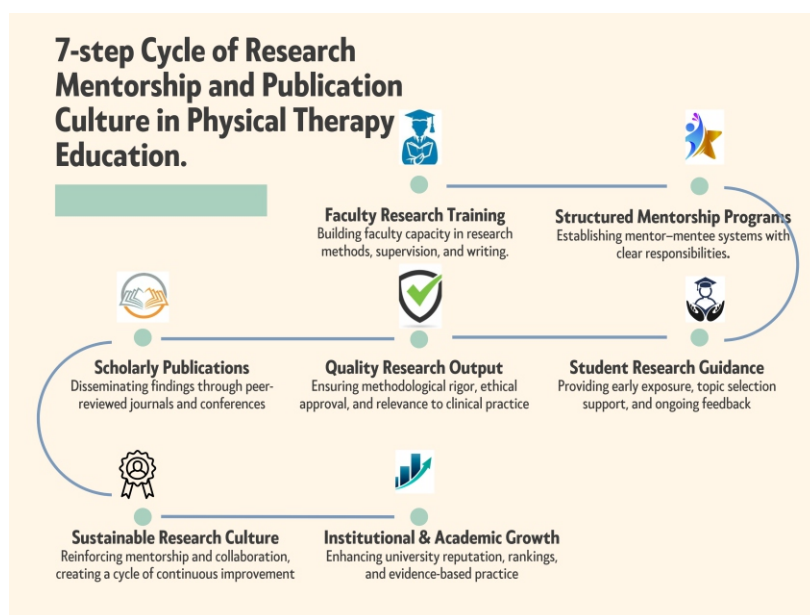 7-step Cycle of Research
Mentorship and Publication
Culture in Physical Therapy
Education.
Faculty Research Training
Building faculty capacity in research
methods, supervision, and writing.
Structured Mentorship Programs
Establishing mentor–mentee systems with
clear responsibilities.
Student Research Guidance
Providing early exposure, topic selection
support, and ongoing feedback
Quality Research Output
Ensuring methodological rigor, ethical
approval, and relevance to clinical practice
Scholarly Publications
Disseminating findings through peer-
reviewed journals and conferences
Sustainable Research Culture
Reinforcing mentorship and collaboration,
creating a cycle of continuous improvement
Institutional & Academic Growth
Enhancing university reputation, rankings,
and evidence-based practice